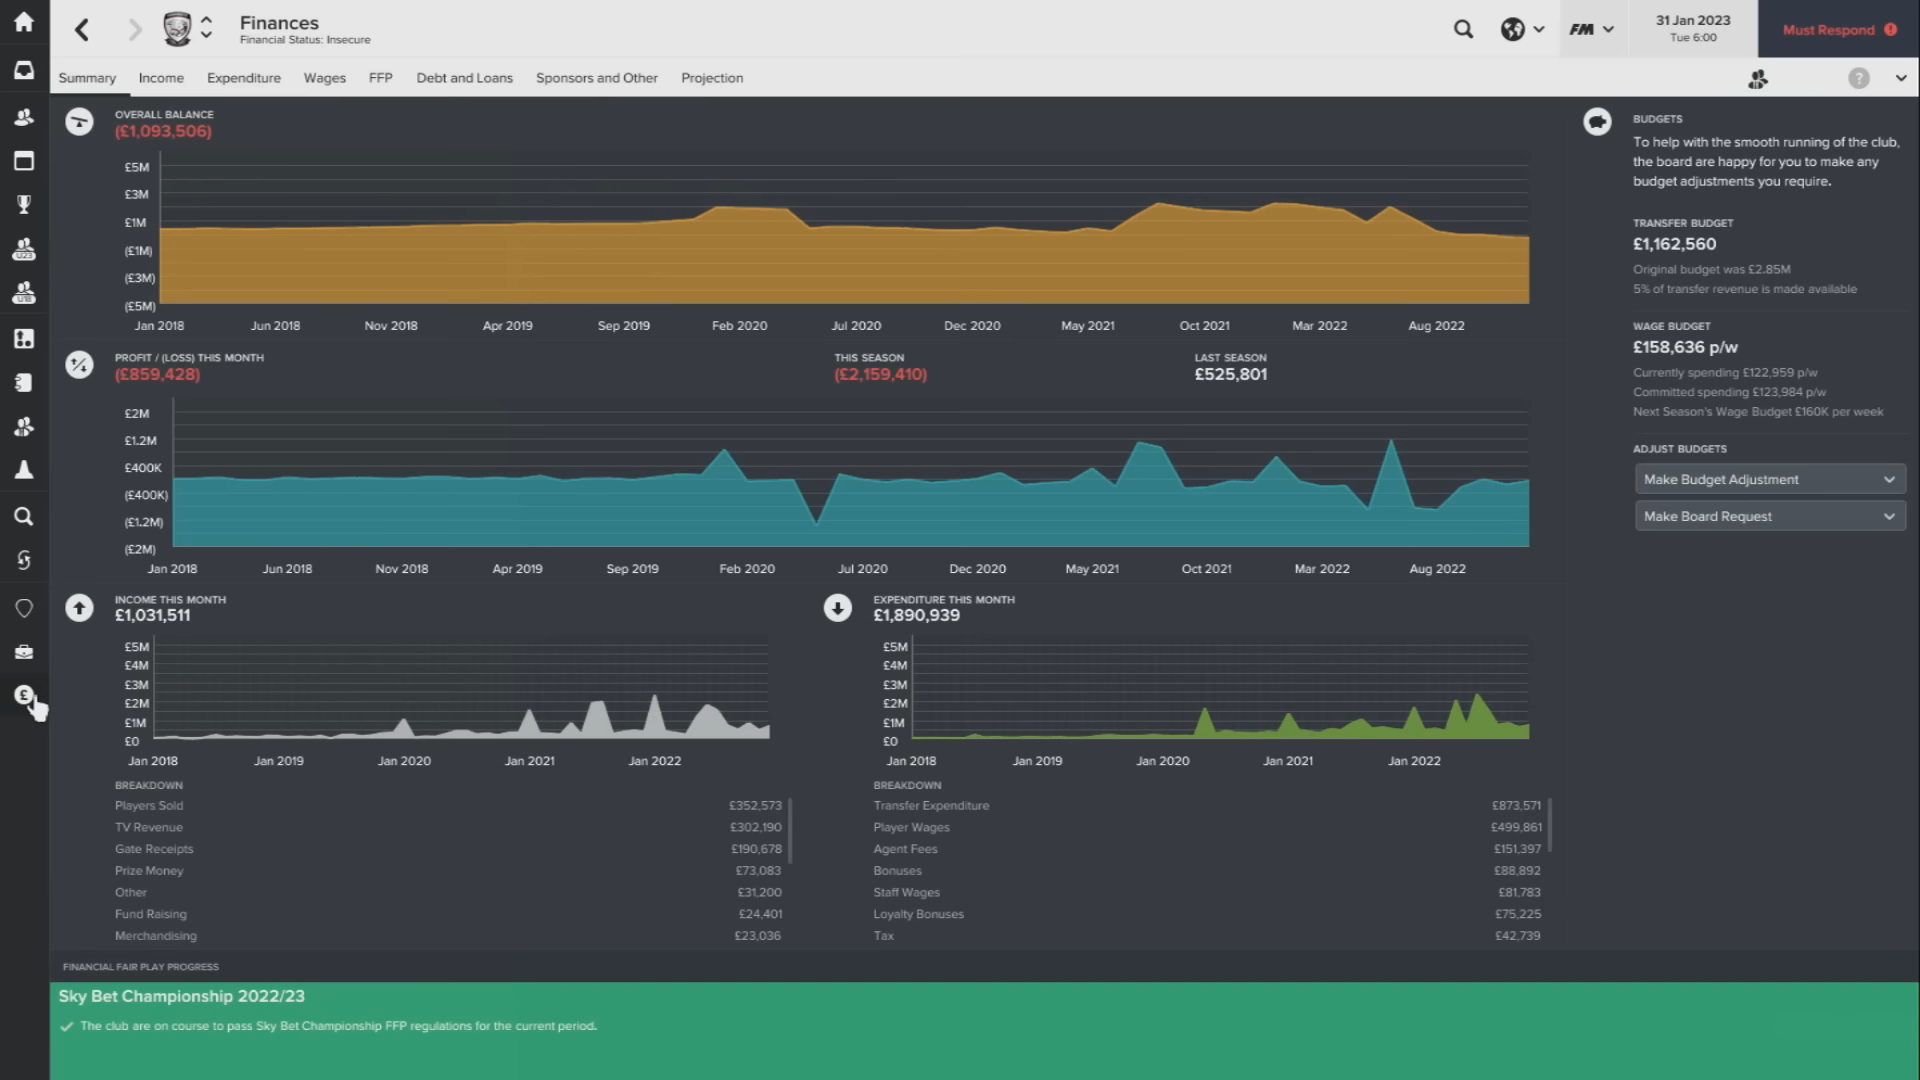 Finances
Financial Status: Insecure
FM
31 Jan 2023
Tue 6:00
Must Respond
Summary
Income
Expenditure
Wages
FFP
Debt and Loans
Sponsors and Other
Projection
?
U23
U18
£
OVERALL BALANCE
(£1,093,506)
£5M
£3M
£1M
(£1M)
(£3M)
(£5M)
Jan 2018
Jun 2018
Nov 2018
Apr 2019
Sep 2019
Feb 2020
Jul 2020
Dec 2020
May 2021
Oct 2021
Mar 2022
Aug 2022
PROFIT / (LOSS) THIS MONTH
(£859,428)
THIS SEASON
(£2,159,410)
LAST SEASON
£525,801
£2M
£1.2M
£400K
(£400K)
(£1.2M)
(£2M)
Jan 2018
Jun 2018
Nov 2018
Apr 2019
Sep 2019
Feb 2020
Jul 2020
Dec 2020
May 2021
Oct 2021
Mar 2022
Aug 2022
INCOME THIS MONTH
£1,031,511
£5M
£4M
£3M
£2M
£1M
£0
Jan 2018
Jan 2019
Jan 2020
Jan 2021
Jan 2022
BREAKDOWN
Players Sold £352,573
TV Revenue £302,190
Gate Receipts £190,678
Prize Money £73,083
Other £31,200
Fund Raising £24,401
Merchandising £23,036
EXPENDITURE THIS MONTH
£1,890,939
£5M
£4M
£3M
£2M
£1M
£0
Jan 2018
Jan 2019
Jan 2020
Jan 2021
Jan 2022
BREAKDOWN
Transfer Expenditure £873,571
Player Wages £499,861
Agent Fees £151,397
Bonuses £88,892
Staff Wages £81,783
Loyalty Bonuses £75,225
Tax £42,739
BUDGETS
To help with the smooth running of the club,
the board are happy for you to make any
budget adjustments you require.
TRANSFER BUDGET
£1,162,560
Original budget was £2.85M
5% of transfer revenue is made available
WAGE BUDGET
£158,636 p/w
Currently spending £122,959 p/w
Committed spending £123,984 p/w
Next Season's Wage Budget £160K per week
ADJUST BUDGETS
Make Budget Adjustment
Make Board Request
FINANCIAL FAIR PLAY PROGRESS
Sky Bet Championship 2022/23
The club are on course to pass Sky Bet Championship FFP regulations for the current period.